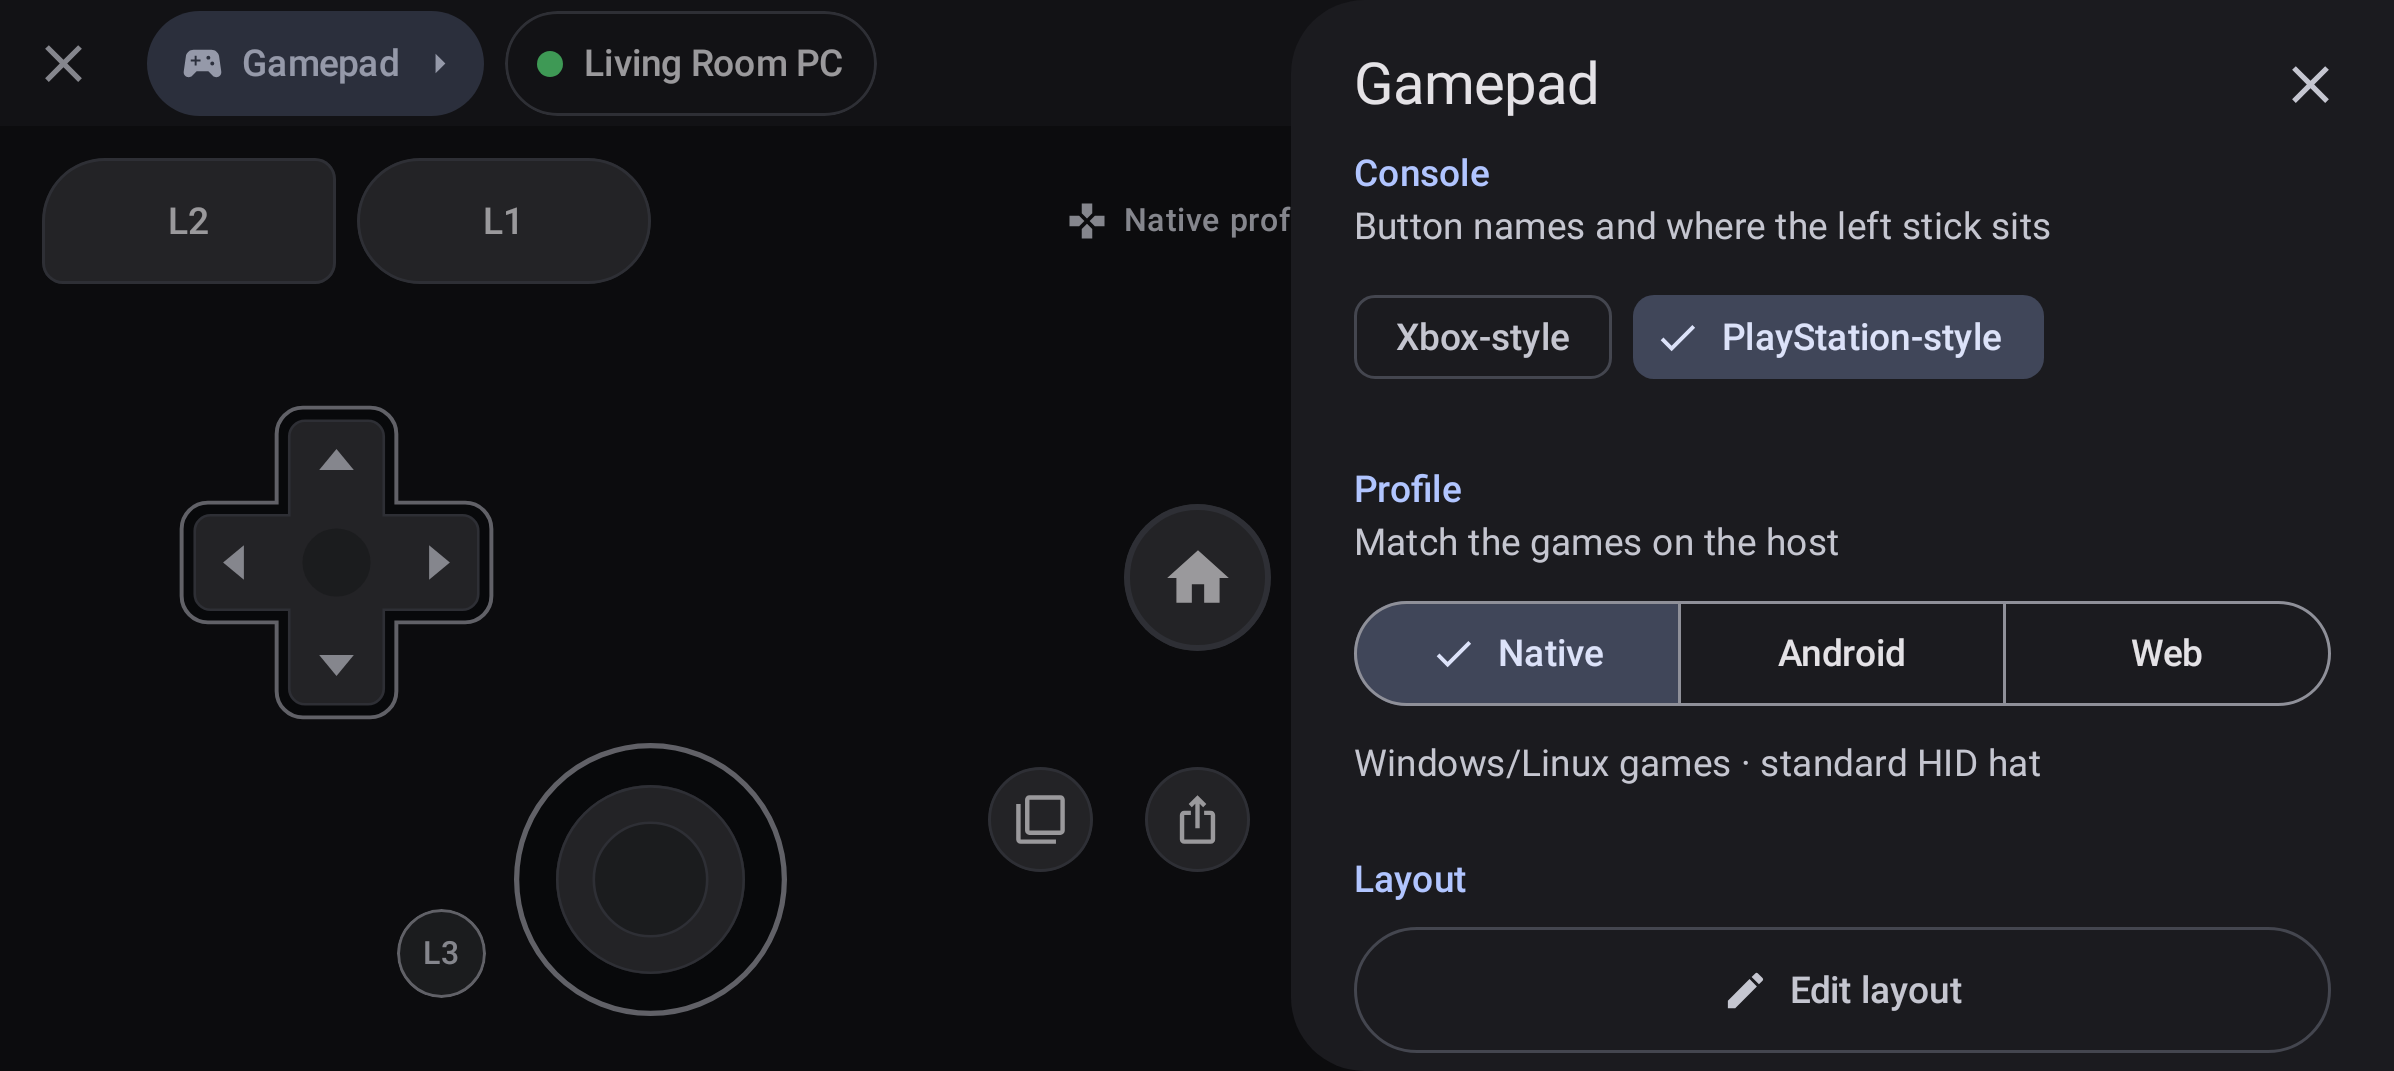 Gamepad
Living Room PC
L2
L1
Native prof
L3
Gamepad
Console
Button names and where the left stick sits
Xbox-style
PlayStation-style
Profile
Match the games on the host
Native
Android
Web
Windows/Linux games · standard HID hat
Layout
Edit layout